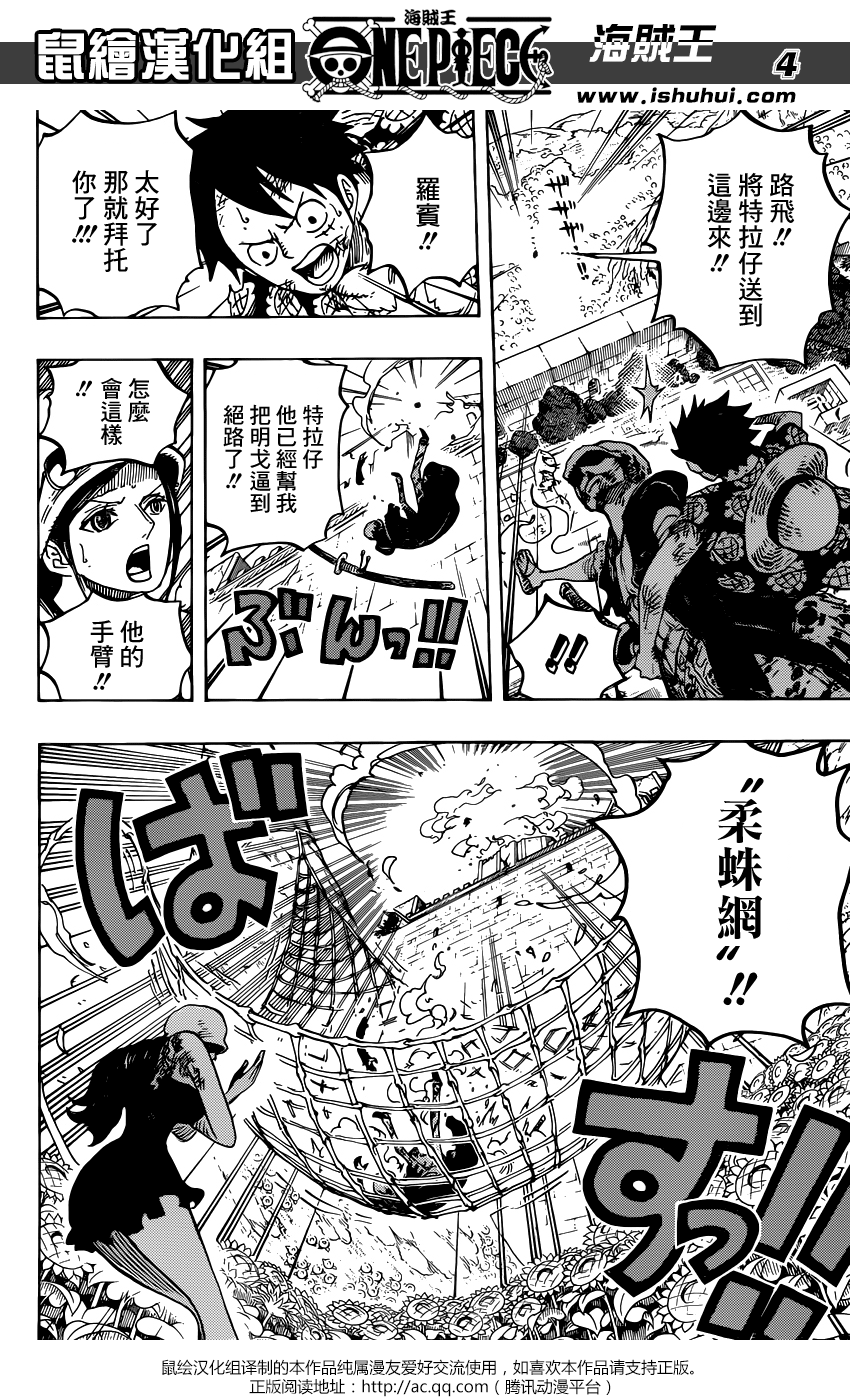 鼠繪漢化組
海賊王
ONE PIECE
海賊王
4
www.ishuhui.com
路飛!!
將特拉仔送到
這邊來!!
!!
羅賓!!
太好了
那就拜托
你了!!!
特拉仔
他已經幫我
把明戈逼到
絕路了!!
ぶんっ!!
怎麼
會這樣
!!
他的
手臂!!
“柔蛛網”!!
ばすっ!!
鼠绘汉化组译制的本作品纯属漫友爱好交流使用，如喜欢本作品请支持正版。
正版阅读地址：http://ac.qq.com（腾讯动漫平台）